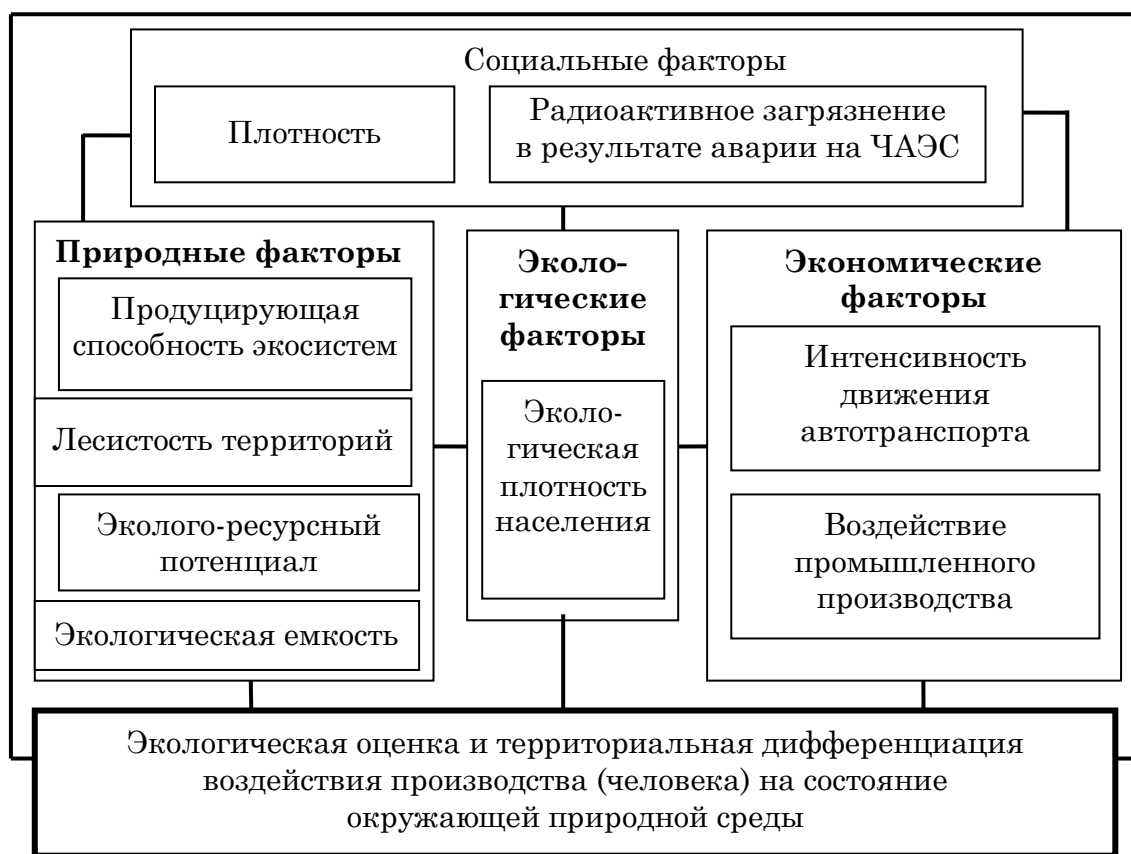 Социальные факторы
Плотность
Радиоактивное загрязнение
в результате аварии на ЧАЭС
Природные факторы
Продуцирующая
способность экосистем
Лесистость территорий
Эколого-ресурсный
потенциал
Экологическая емкость
Эколо-
гические
факторы
Эколо-
гическая
плотность
населения
Экономические
факторы
Интенсивность
движения
автотранспорта
Воздействие
промышленного
производства
Экологическая оценка и территориальная дифференциация
воздействия производства (человека) на состояние
окружающей природной среды